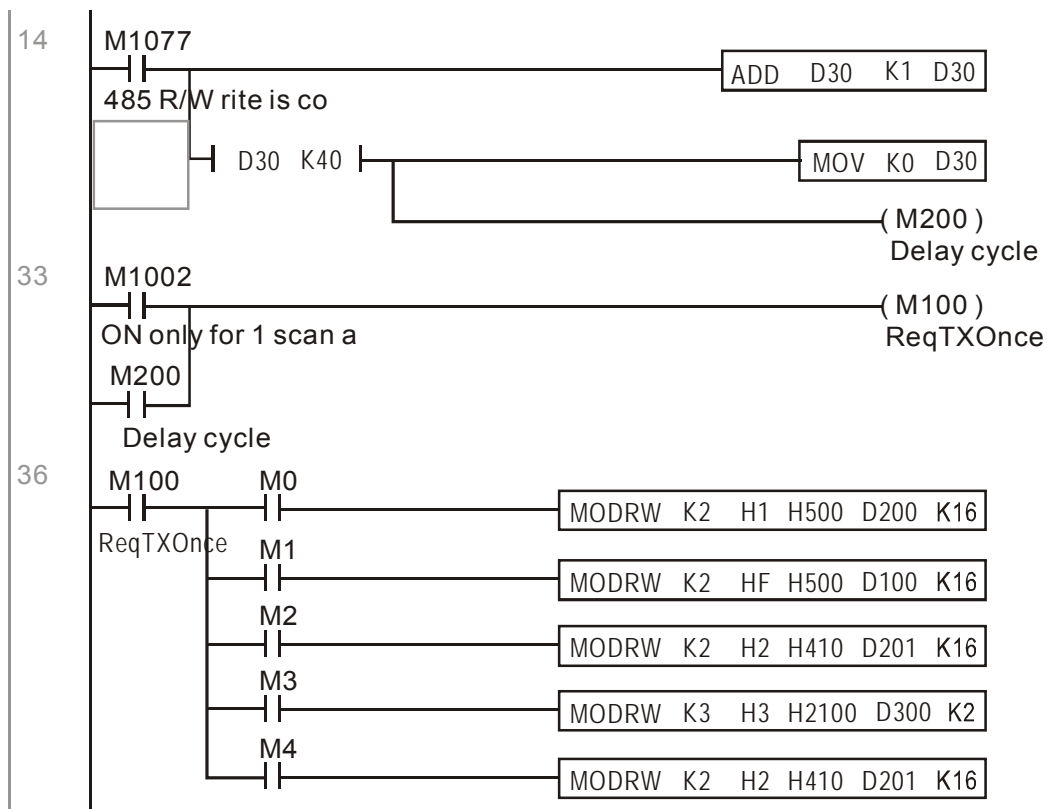 14
M1077
ADD D30 K1 D30
485 R/W rite is co
D30 K40
MOV K0 D30
( M200 )
Delay cycle
33
M1002
( M100 )
ON only for 1 scan a
ReqTXOnce
M200
Delay cycle
36
M100 M0
MODRW K2 H1 H500 D200 K16
ReqTXOnce
M1
MODRW K2 HF H500 D100 K16
M2
MODRW K2 H2 H410 D201 K16
M3
MODRW K3 H3 H2100 D300 K2
M4
MODRW K2 H2 H410 D201 K16